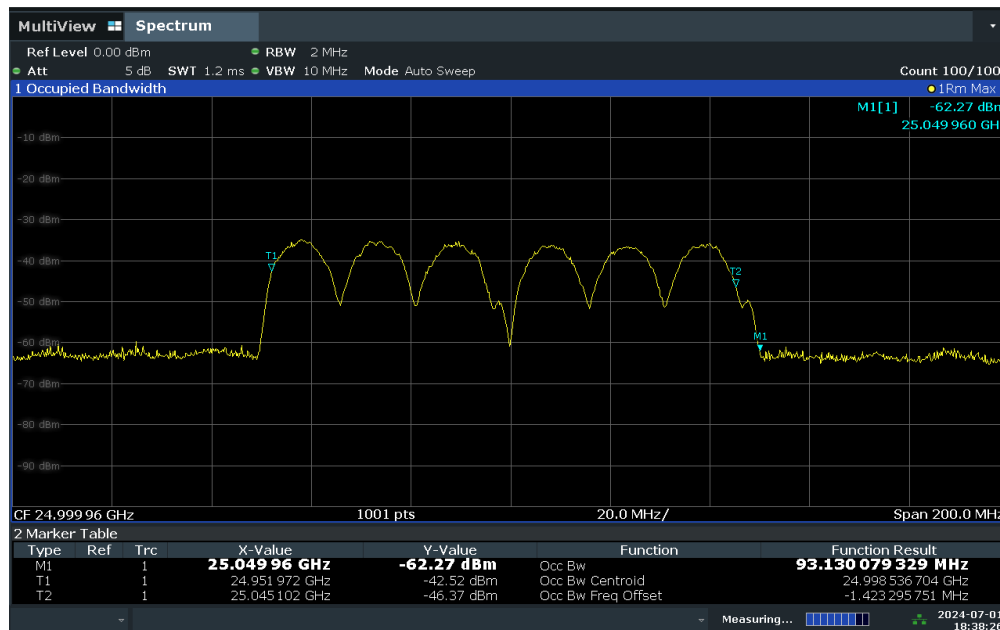 MultiView Spectrum
Ref Level 0.00 dBm RBW 2 MHz
Att 5 dB SWT 1.2 ms VBW 10 MHz Mode Auto Sweep Count 100/100
1 Occupied Bandwidth 1Rm Max
M1[1] -62.27 dBm
25.049 960 GH
-10 dBm
-20 dBm
-30 dBm
T1
-40 dBm
T2
-50 dBm
M1
-60 dBm
-70 dBm
-80 dBm
-90 dBm
CF 24.999 96 GHz 1001 pts 20.0 MHz/ Span 200.0 MHz
2 Marker Table
Type Ref Trc X-Value Y-Value Function Function Result
M1 1 25.049 96 GHz -62.27 dBm Occ Bw 93.130 079 329 MHz
T1 1 24.951 972 GHz -42.52 dBm Occ Bw Centroid 24.998 536 704 GHz
T2 1 25.045 102 GHz -46.37 dBm Occ Bw Freq Offset -1.423 295 751 MHz
Measuring... 2024-07-01
18:38:26